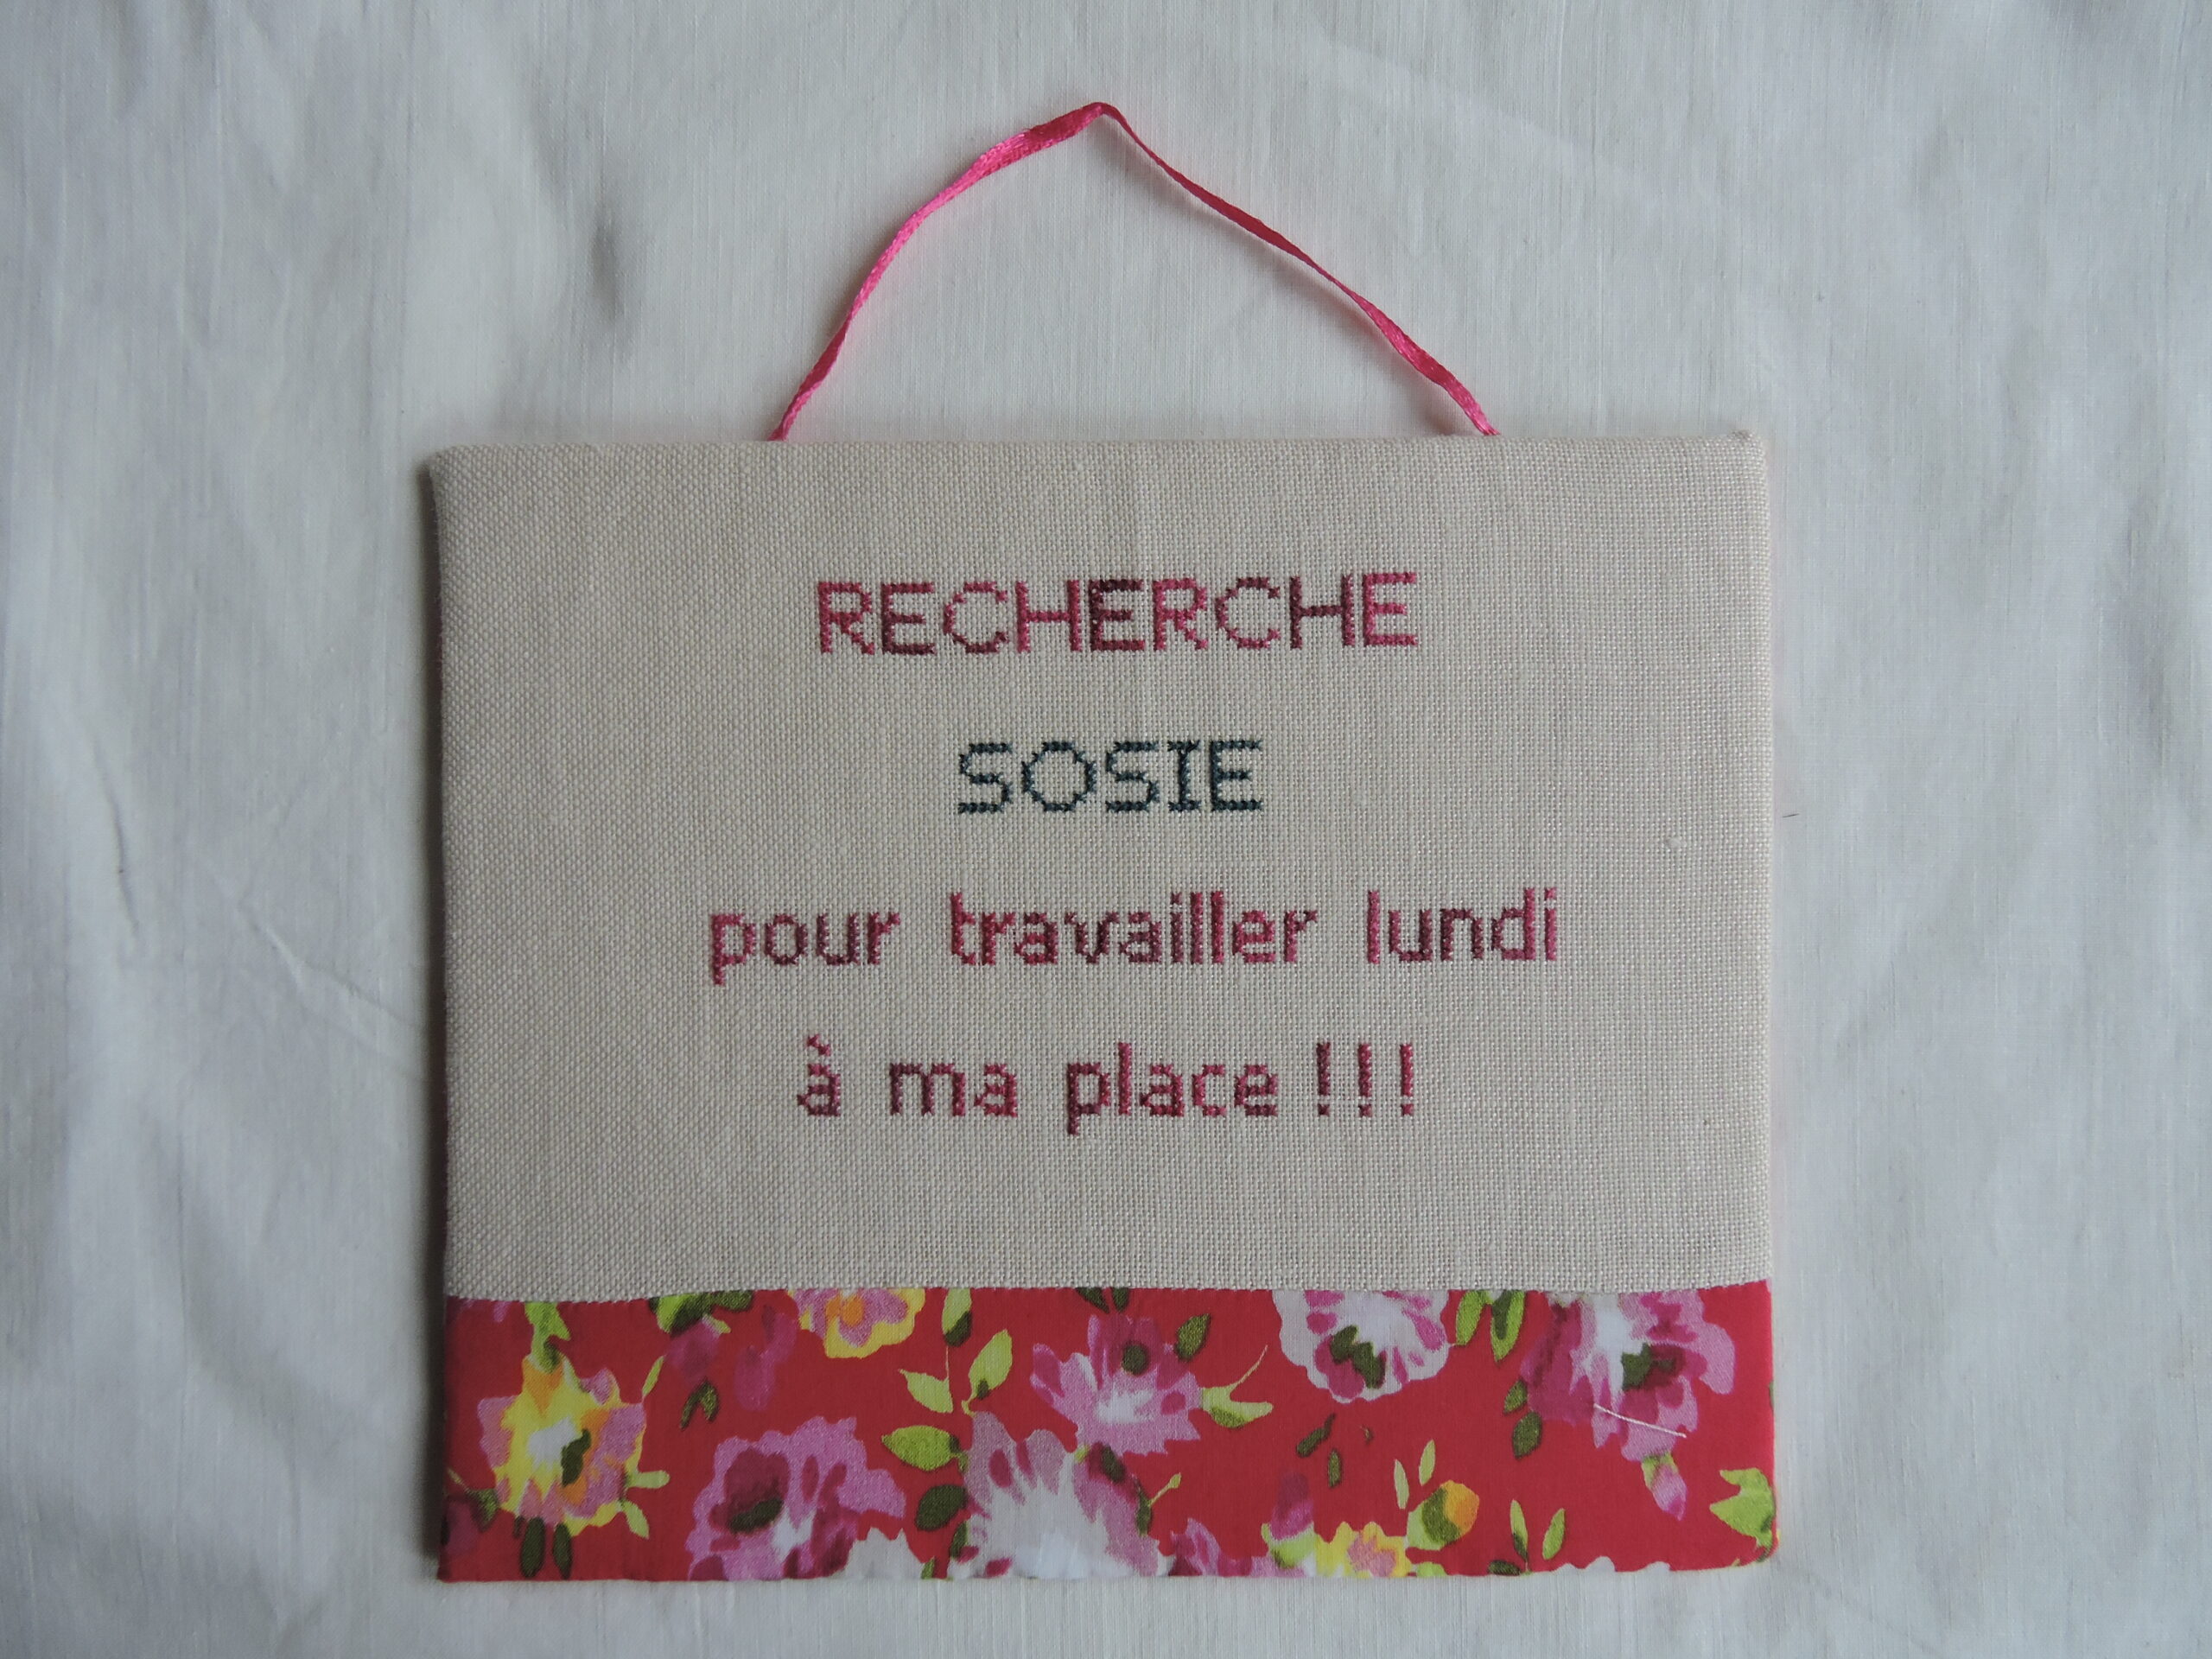 RECHERCHE
SOSIE
pour travailler lundi
à ma place !!!